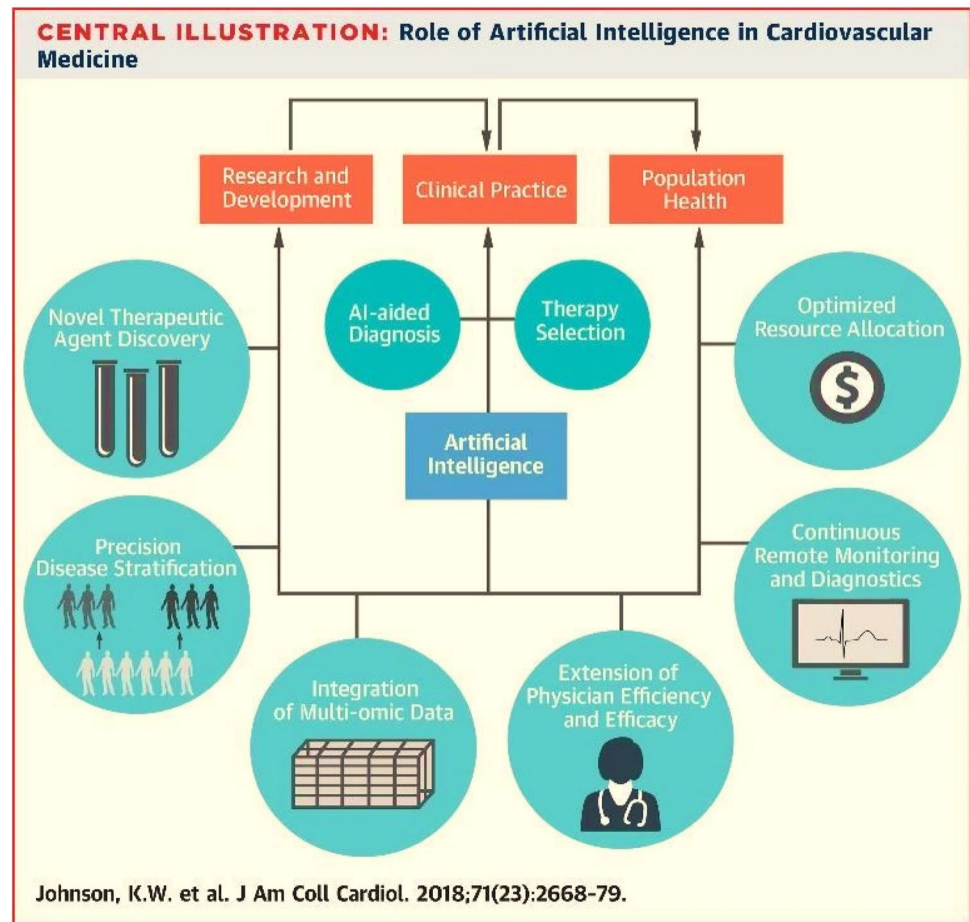 CENTRAL ILLUSTRATION: Role of Artificial Intelligence in Cardiovascular
Medicine
Research and
Development
Clinical Practice
Population
Health
Novel Therapeutic
Agent Discovery
AI-aided
Diagnosis
Therapy
Selection
Optimized
Resource Allocation
$
Artificial
Intelligence
Precision
Disease Stratification
Continuous
Remote Monitoring
and Diagnostics
Integration
of Multi-omic Data
Extension of
Physician Efficiency
and Efficacy
Johnson, K.W. et al. J Am Coll Cardiol. 2018;71(23):2668-79.